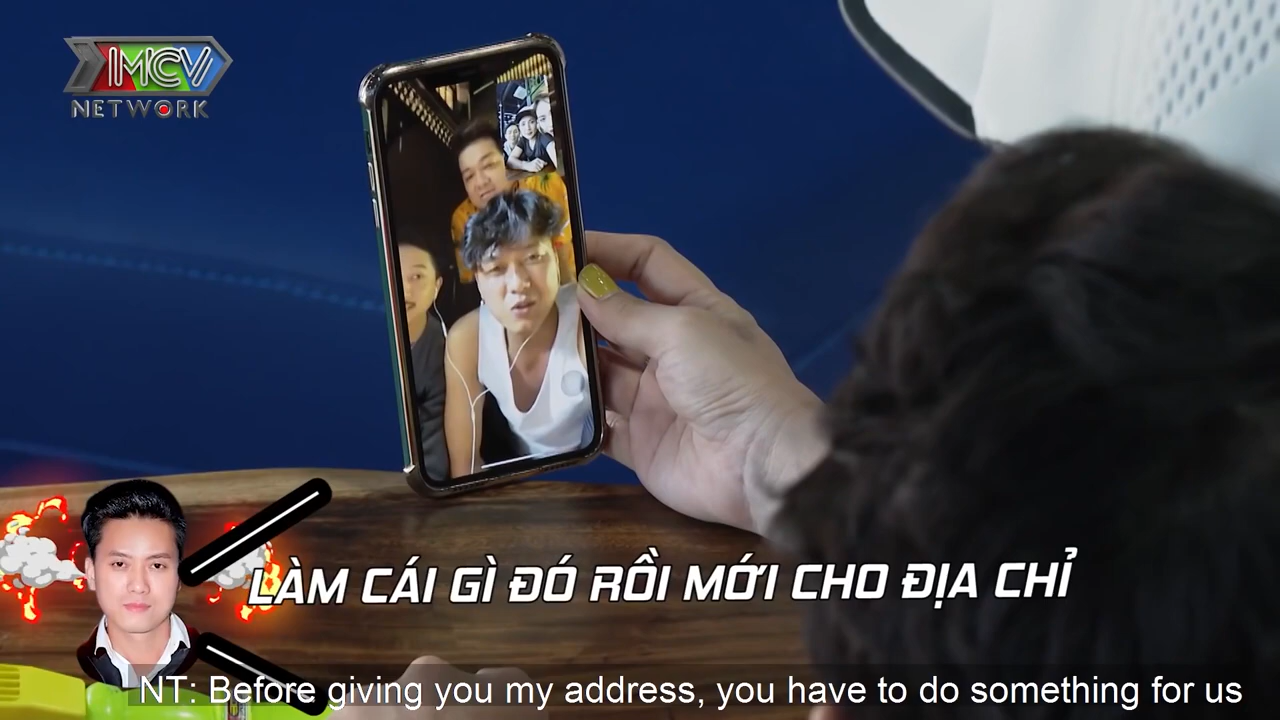 MCV
NETWORK
LÀM CÁI GÌ ĐÓ RỒI MỚI CHO ĐỊA CHỈ
NT: Before giving you my address, you have to do something for us